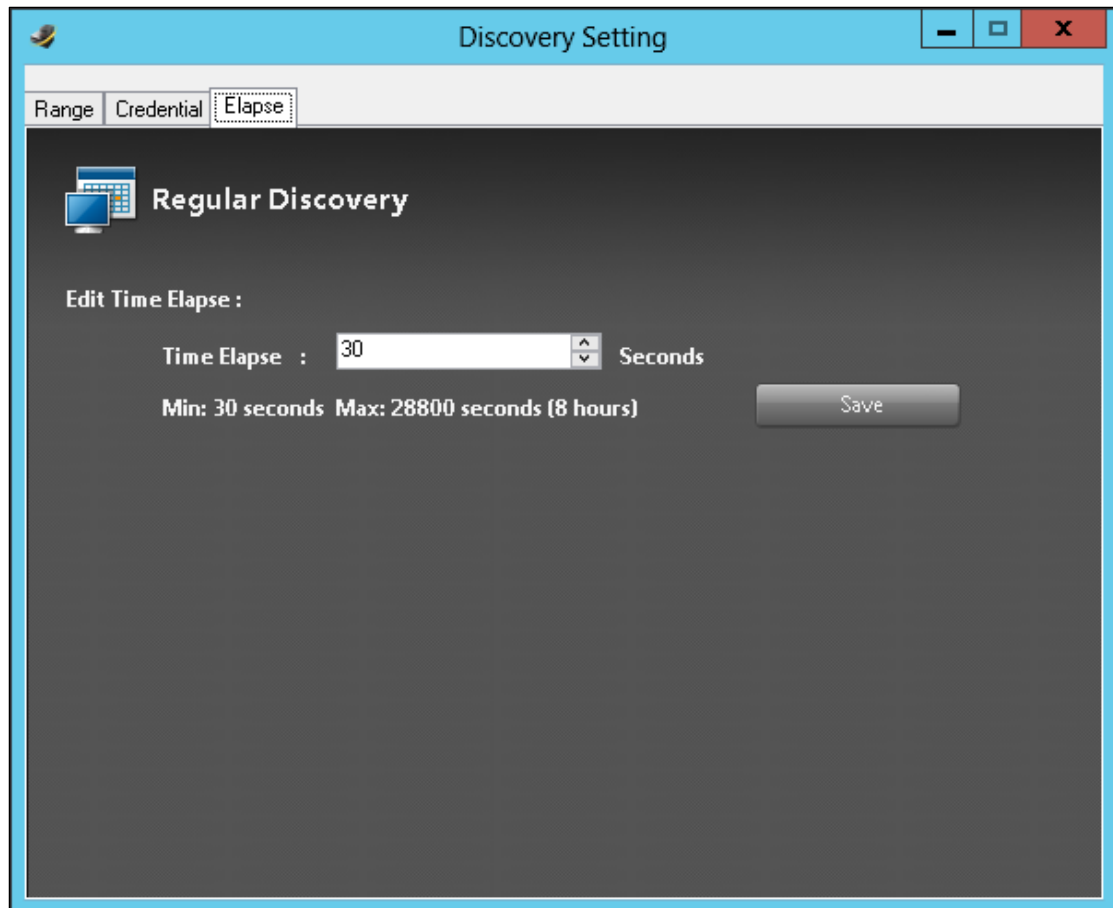 Discovery Setting
Range Credential Elapse
Regular Discovery
Edit Time Elapse :
Time Elapse : 30 Seconds
Min: 30 seconds Max: 28800 seconds (8 hours) Save